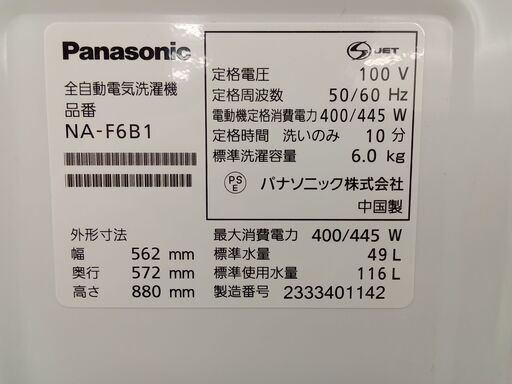 Panasonic
全自動電気洗濯機
品番
NA-F6B1
外形寸法
幅 562 mm
奥行 572 mm
高さ 880 mm
S JET
定格電圧 100 V
定格周波数 50/60 Hz
電動機定格消費電力 400/445 W
定格時間 洗いのみ 10 分
標準洗濯容量 6.0 kg
PS
E
パナソニック株式会社
中国製
最大消費電力 400/445 W
標準水量 49 L
標準使用水量 116 L
製造番号 2333401142